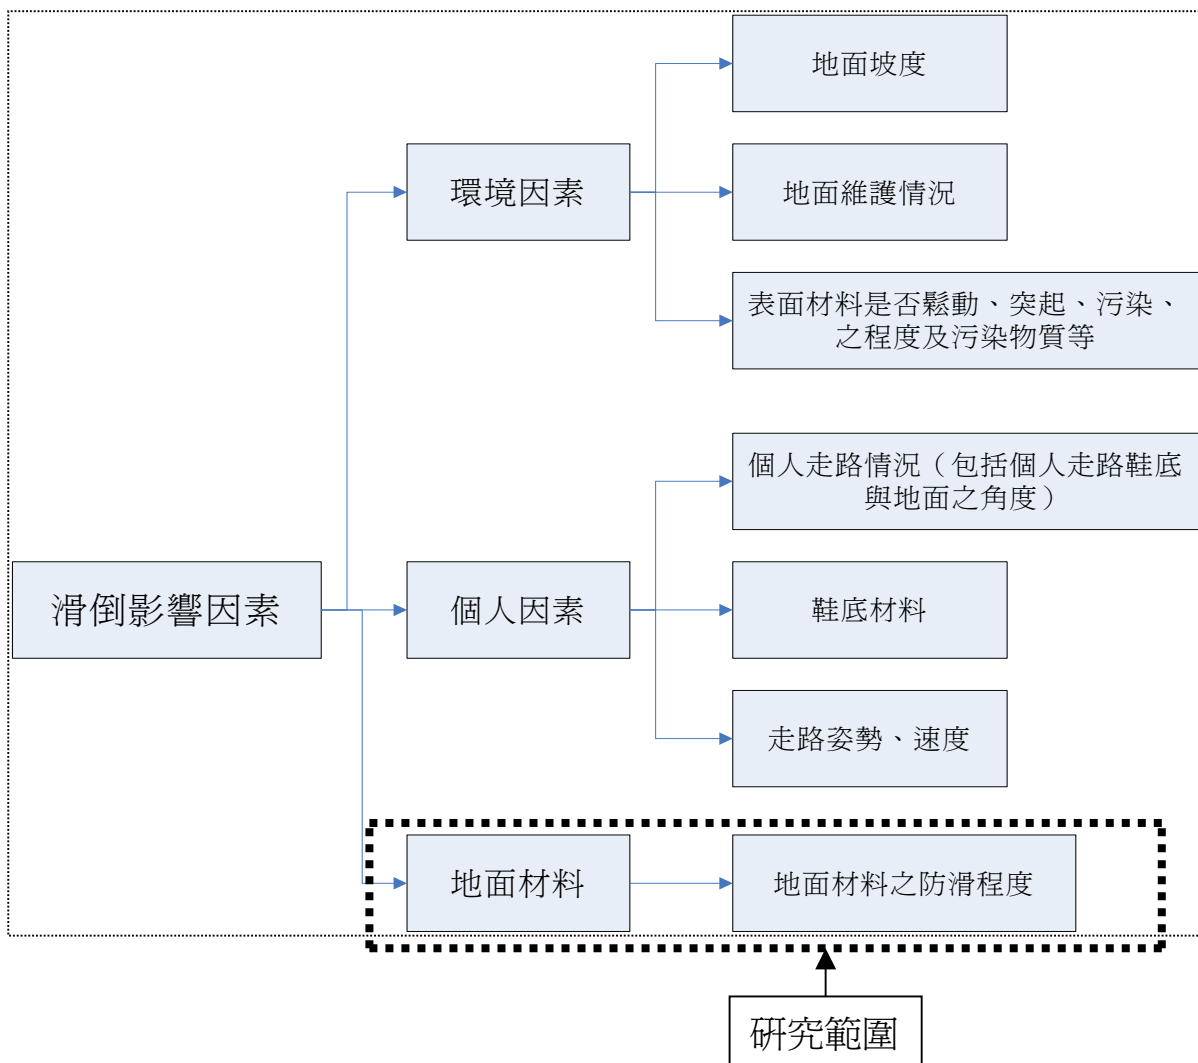 地面坡度
環境因素
地面維護情況
表面材料是否鬆動、突起、污染、
之程度及污染物質等
個人走路情況（包括個人走路鞋底
與地面之角度）
滑倒影響因素
個人因素
鞋底材料
走路姿勢、速度
地面材料
地面材料之防滑程度
研究範圍